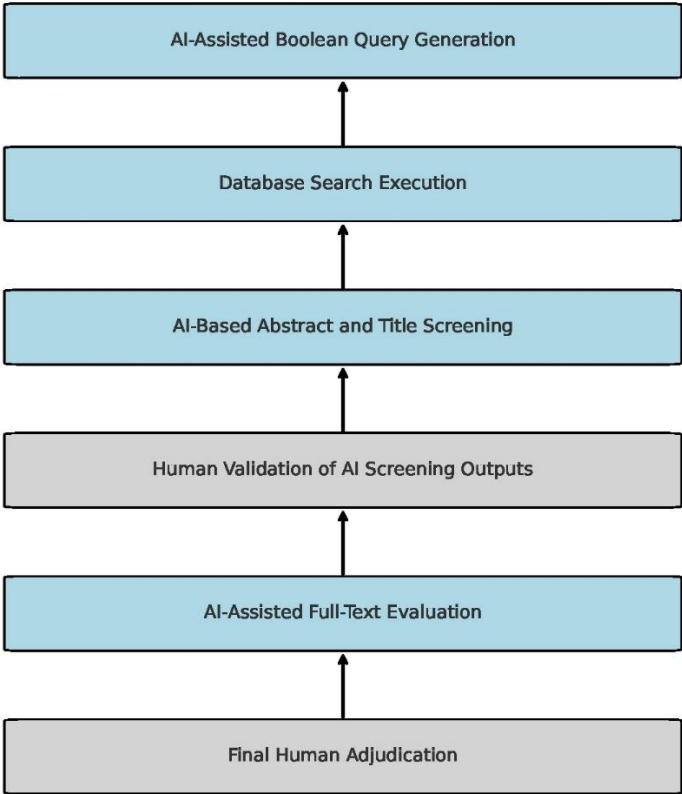 AI-Assisted Boolean Query Generation
Database Search Execution
AI-Based Abstract and Title Screening
Human Validation of AI Screening Outputs
AI-Assisted Full-Text Evaluation
Final Human Adjudication